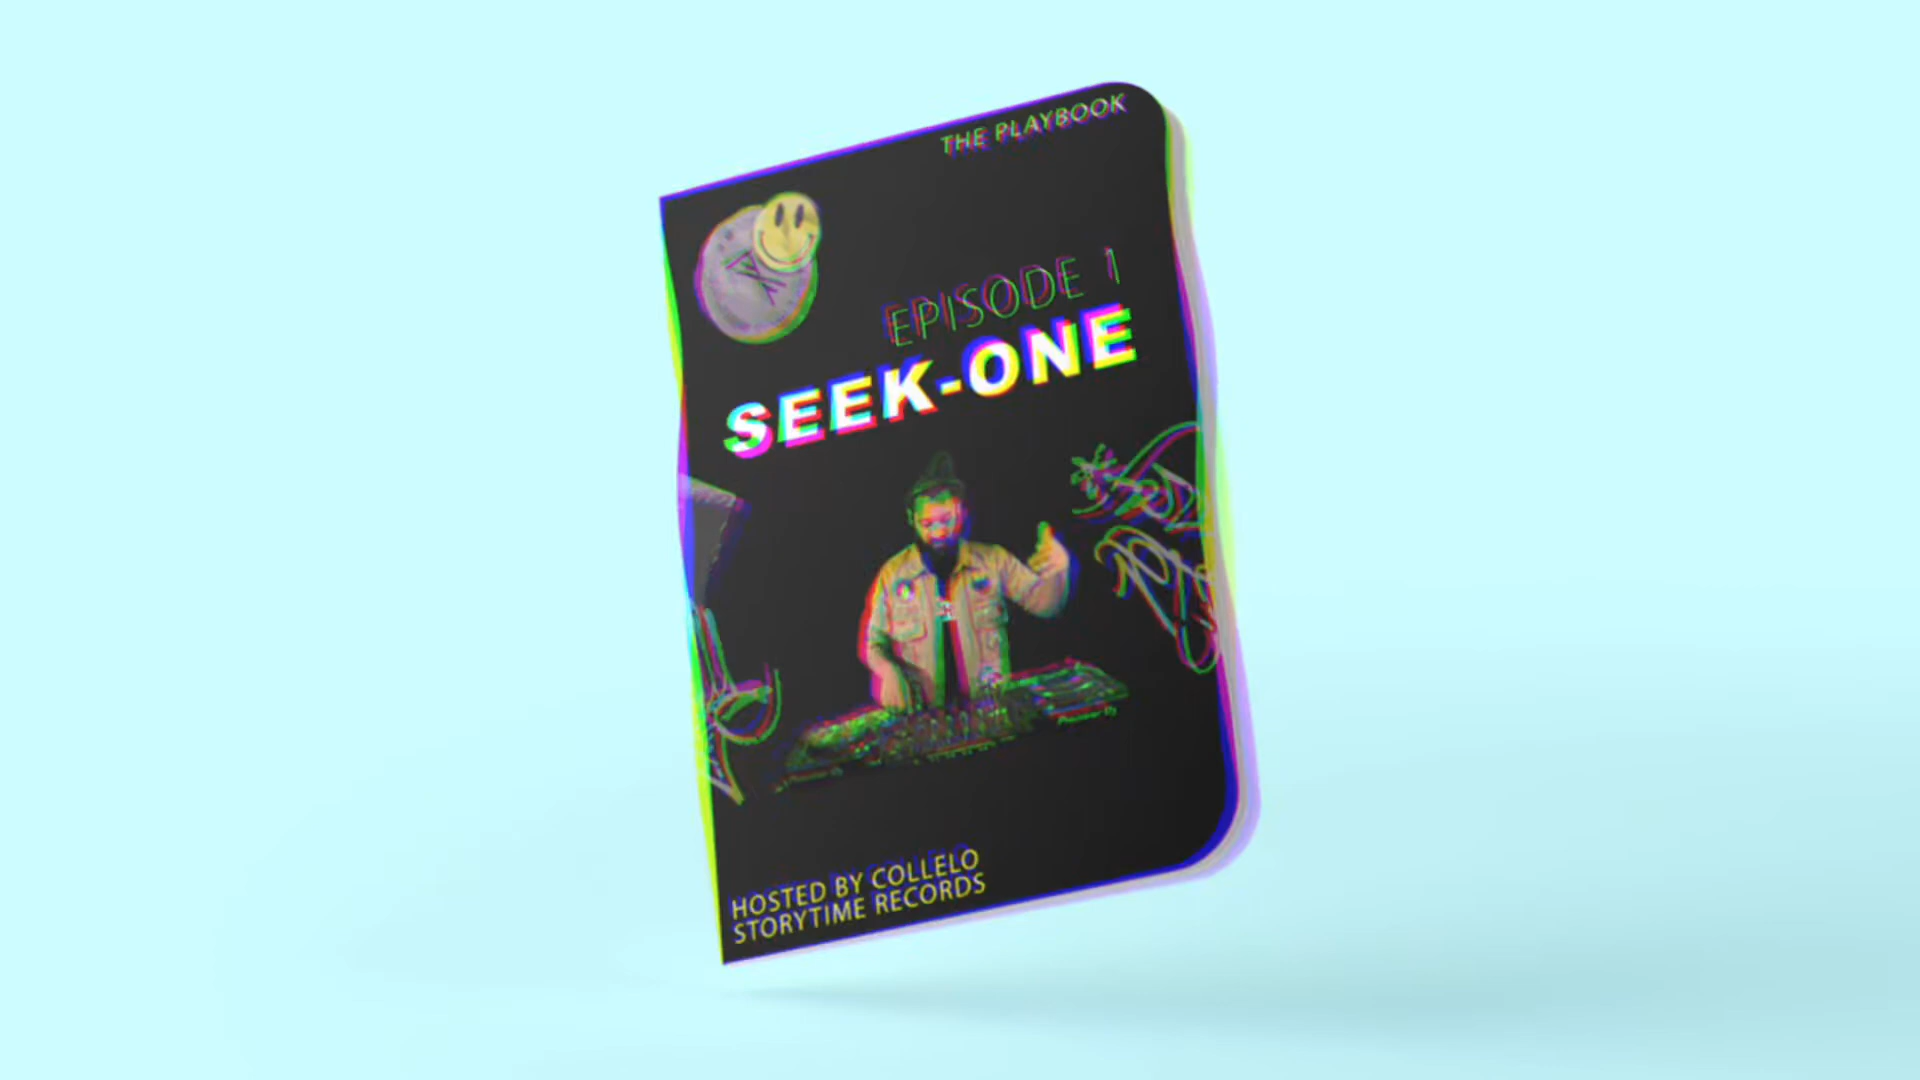 THE PLAYBOOK
EPISODE 1
SEEK-ONE
HOSTED BY COLLELO
STORYTIME RECORDS